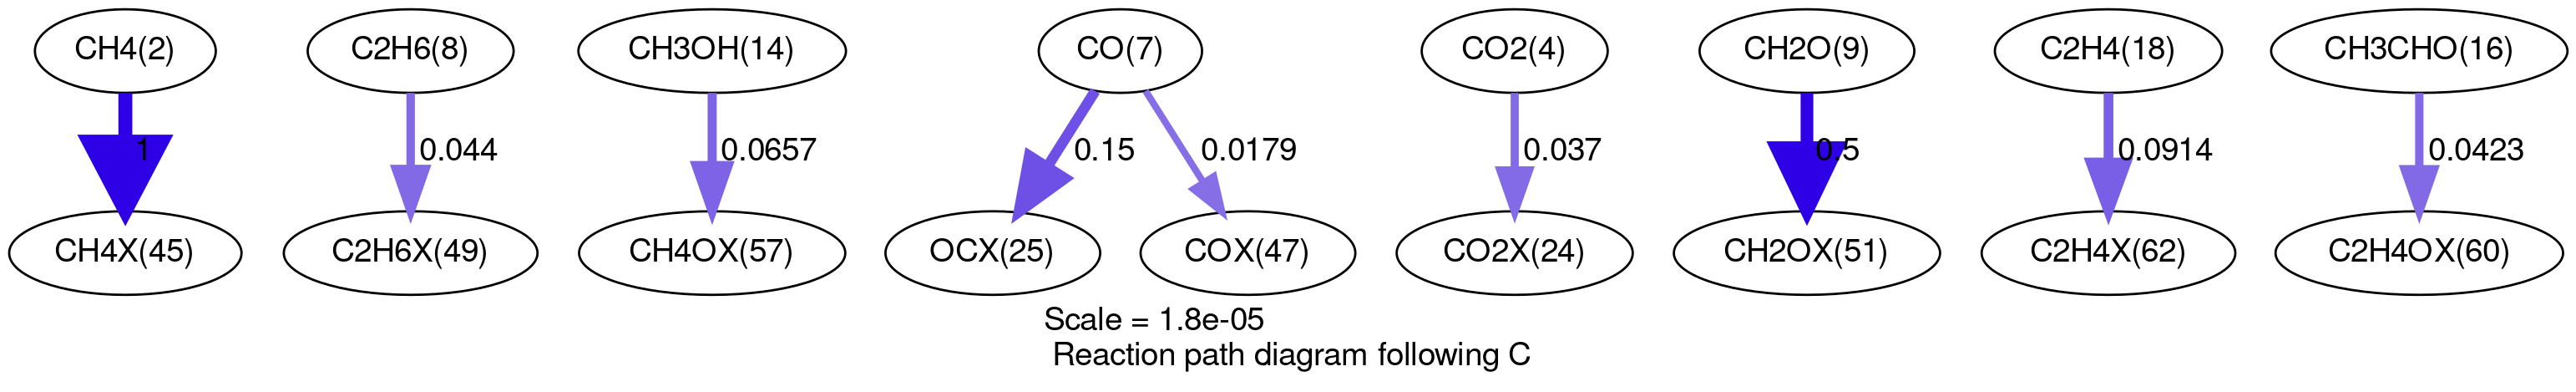 CH4(2)
C2H6(8)
CH3OH(14)
CO(7)
CO2(4)
CH2O(9)
C2H4(18)
CH3CHO(16)
1
0.044
0.0657
0.15
0.0179
0.037
0.5
0.0914
0.0423
CH4X(45)
C2H6X(49)
CH4OX(57)
OCX(25)
COX(47)
CO2X(24)
CH2OX(51)
C2H4X(62)
C2H4OX(60)
Scale = 1.8e-05
Reaction path diagram following C